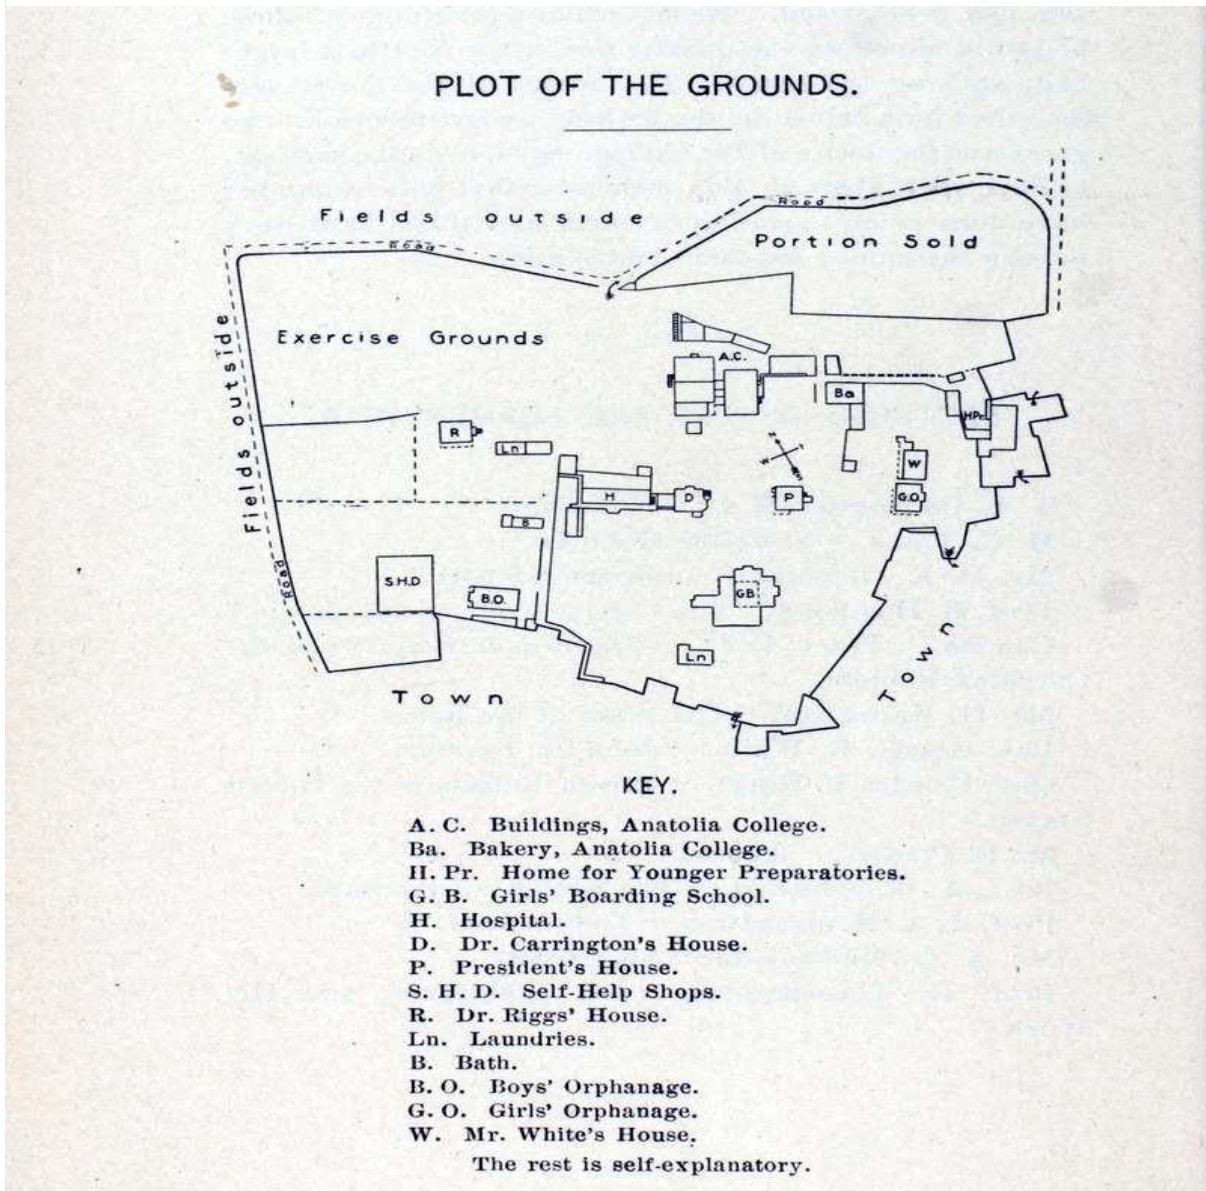 PLOT OF THE GROUNDS.
Fields outside
Road
Portion Sold
Road
Fields outside
Exercise Grounds
A.C.
Ba
H.Pr.
R
Ln
W
H
D
P
G.O.
B
S.H.D
B.O.
G.B.
Road
Ln
Town
Town
KEY.
A. C. Buildings, Anatolia College.
Ba. Bakery, Anatolia College.
H. Pr. Home for Younger Preparatories.
G. B. Girls' Boarding School.
H. Hospital.
D. Dr. Carrington's House.
P. President's House.
S. H. D. Self-Help Shops.
R. Dr. Riggs' House.
Ln. Laundries.
B. Bath.
B. O. Boys' Orphanage.
G. O. Girls' Orphanage.
W. Mr. White's House.
The rest is self-explanatory.